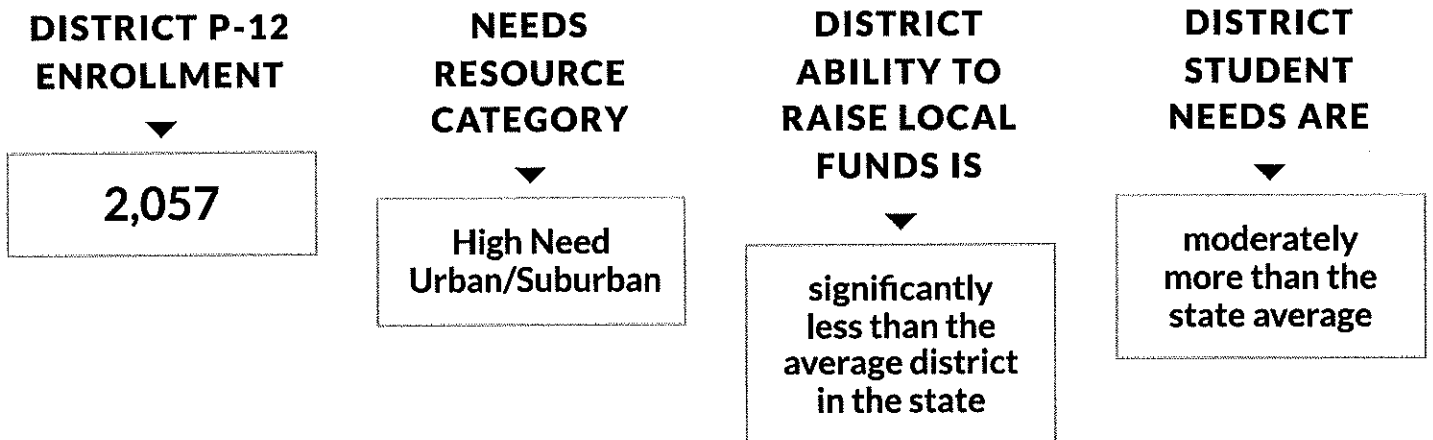 DISTRICT P-12
ENROLLMENT
2,057
NEEDS
RESOURCE
CATEGORY
High Need
Urban/Suburban
DISTRICT
ABILITY TO
RAISE LOCAL
FUNDS IS
significantly
less than the
average district
in the state
DISTRICT
STUDENT
NEEDS ARE
moderately
more than the
state average